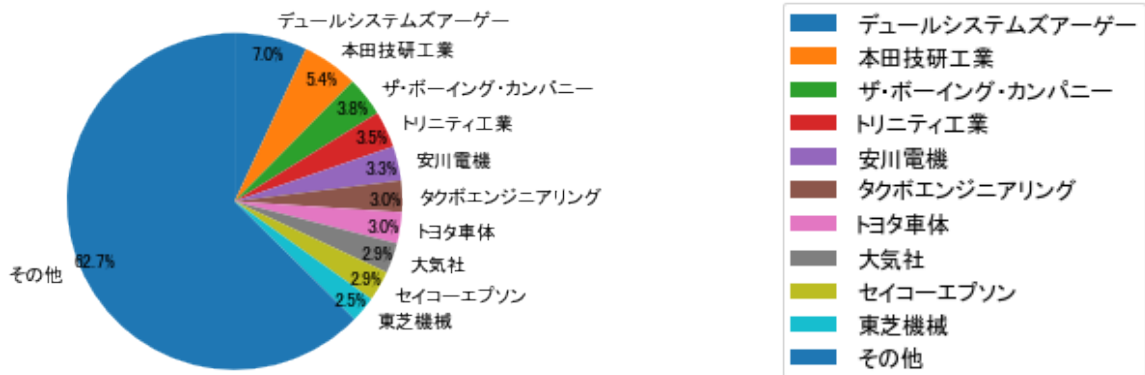 デュールシステムズアーゲー
7.0%
本田技研工業
5.4%
ザ・ボーイング・カンパニー
3.8%
トリニティ工業
3.5%
安川電機
3.3%
タクボエンジニアリング
3.0%
トヨタ車体
3.0%
大気社
2.9%
セイコーエプソン
2.9%
東芝機械
2.5%
その他
62.7%
デュールシステムズアーゲー
本田技研工業
ザ・ボーイング・カンパニー
トリニティ工業
安川電機
タクボエンジニアリング
トヨタ車体
大気社
セイコーエプソン
東芝機械
その他